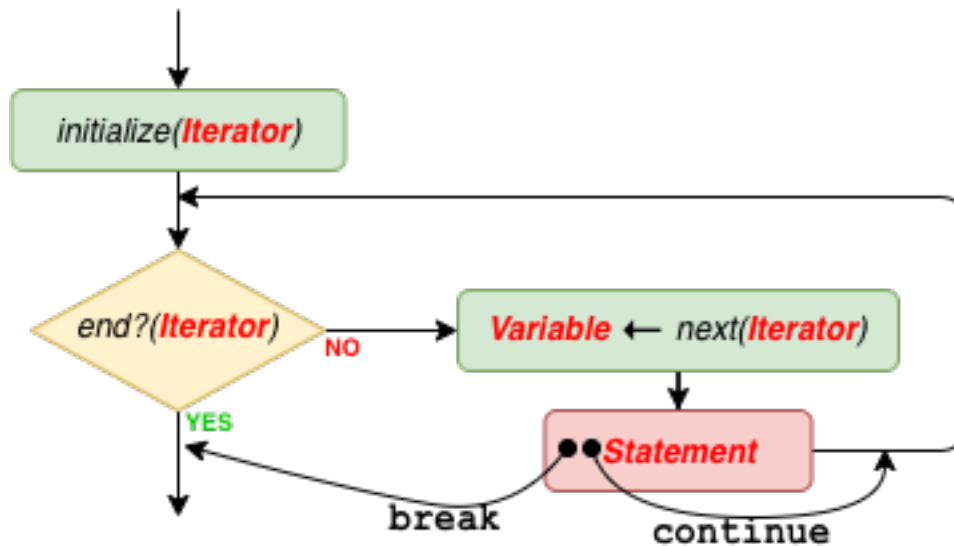 initialize(Iterator)
end?(Iterator)
NO
Variable ← next(Iterator)
YES
Statement
break
continue